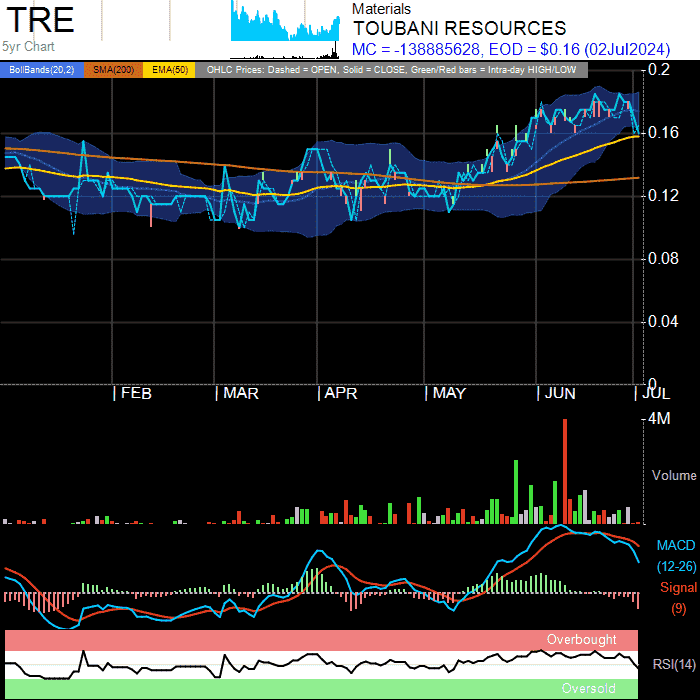 TRE
5yr Chart
Materials
TOUBANI RESOURCES
MC = -138885628, EOD = $0.16 (02Jul2024)
BollBands(20,2) SMA(200) EMA(50) OHLC Prices: Dashed = OPEN, Solid = CLOSE, Green/Red bars = Intra-day HIGH/LOW
0.2
0.16
0.12
0.08
0.04
0
FEB MAR APR MAY JUN JUL
4M
Volume
MACD
(12-26)
Signal
(9)
Overbought
RSI(14)
Oversold